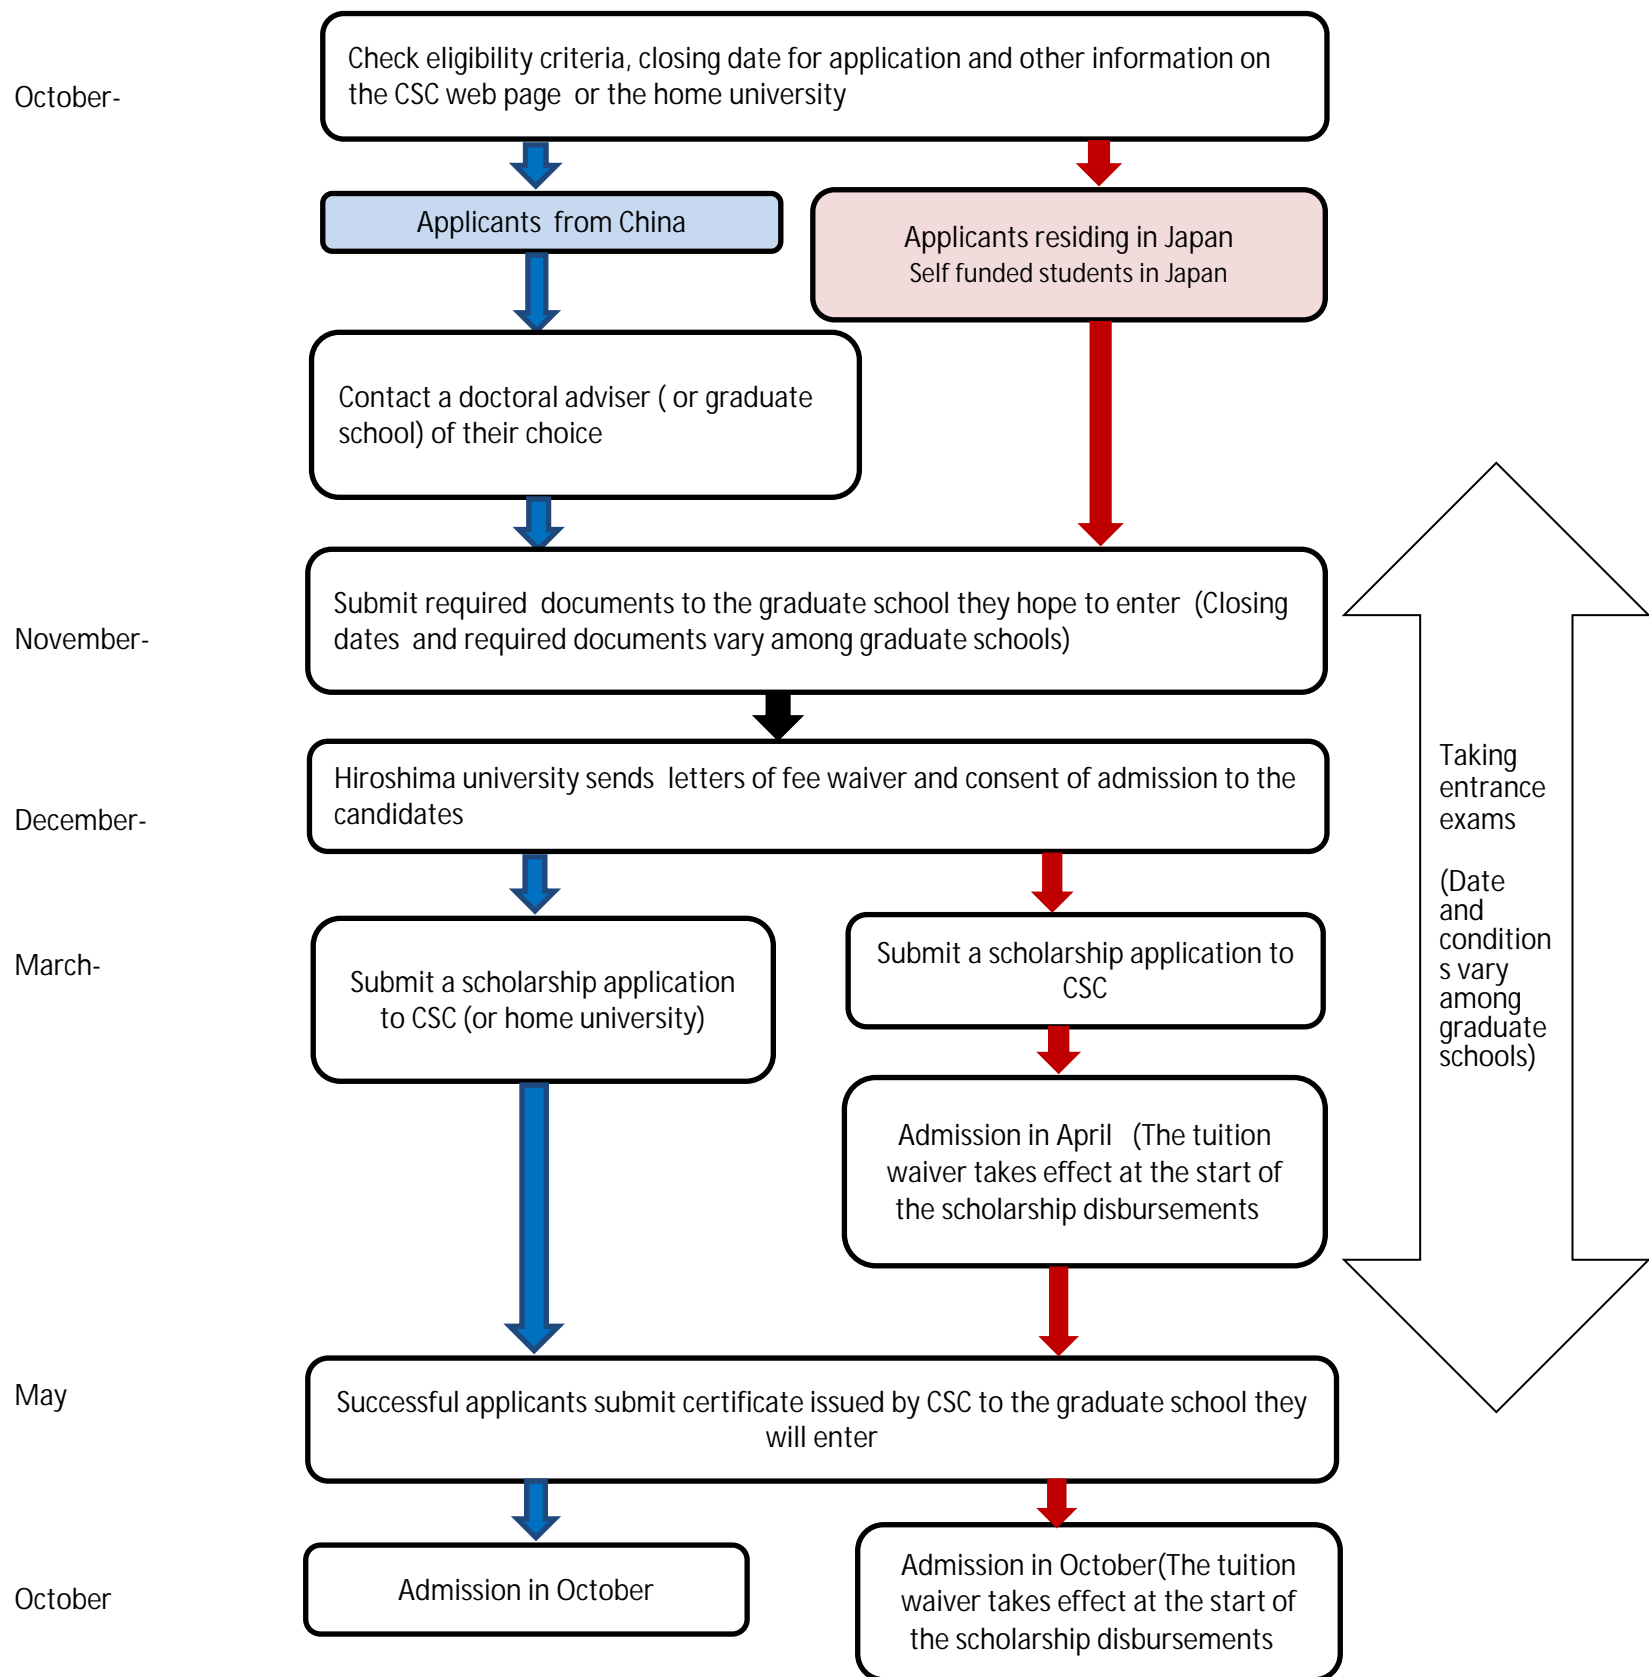 Check eligibility criteria, closing date for application and other information on
the CSC web page or the home university
October-
Applicants from China
Applicants residing in Japan
Self funded students in Japan
Contact a doctoral adviser ( or graduate
school) of their choice
Submit required documents to the graduate school they hope to enter (Closing
dates and required documents vary among graduate schools)
November-
Hiroshima university sends letters of fee waiver and consent of admission to the
candidates
December-
Taking
entrance
exams
(Date
and
condition
s vary
among
graduate
schools)
March-
Submit a scholarship application
to CSC (or home university)
Submit a scholarship application to
CSC
Admission in April (The tuition
waiver takes effect at the start of
the scholarship disbursements
May
Successful applicants submit certificate issued by CSC to the graduate school they
will enter
October
Admission in October
Admission in October(The tuition
waiver takes effect at the start of
the scholarship disbursements